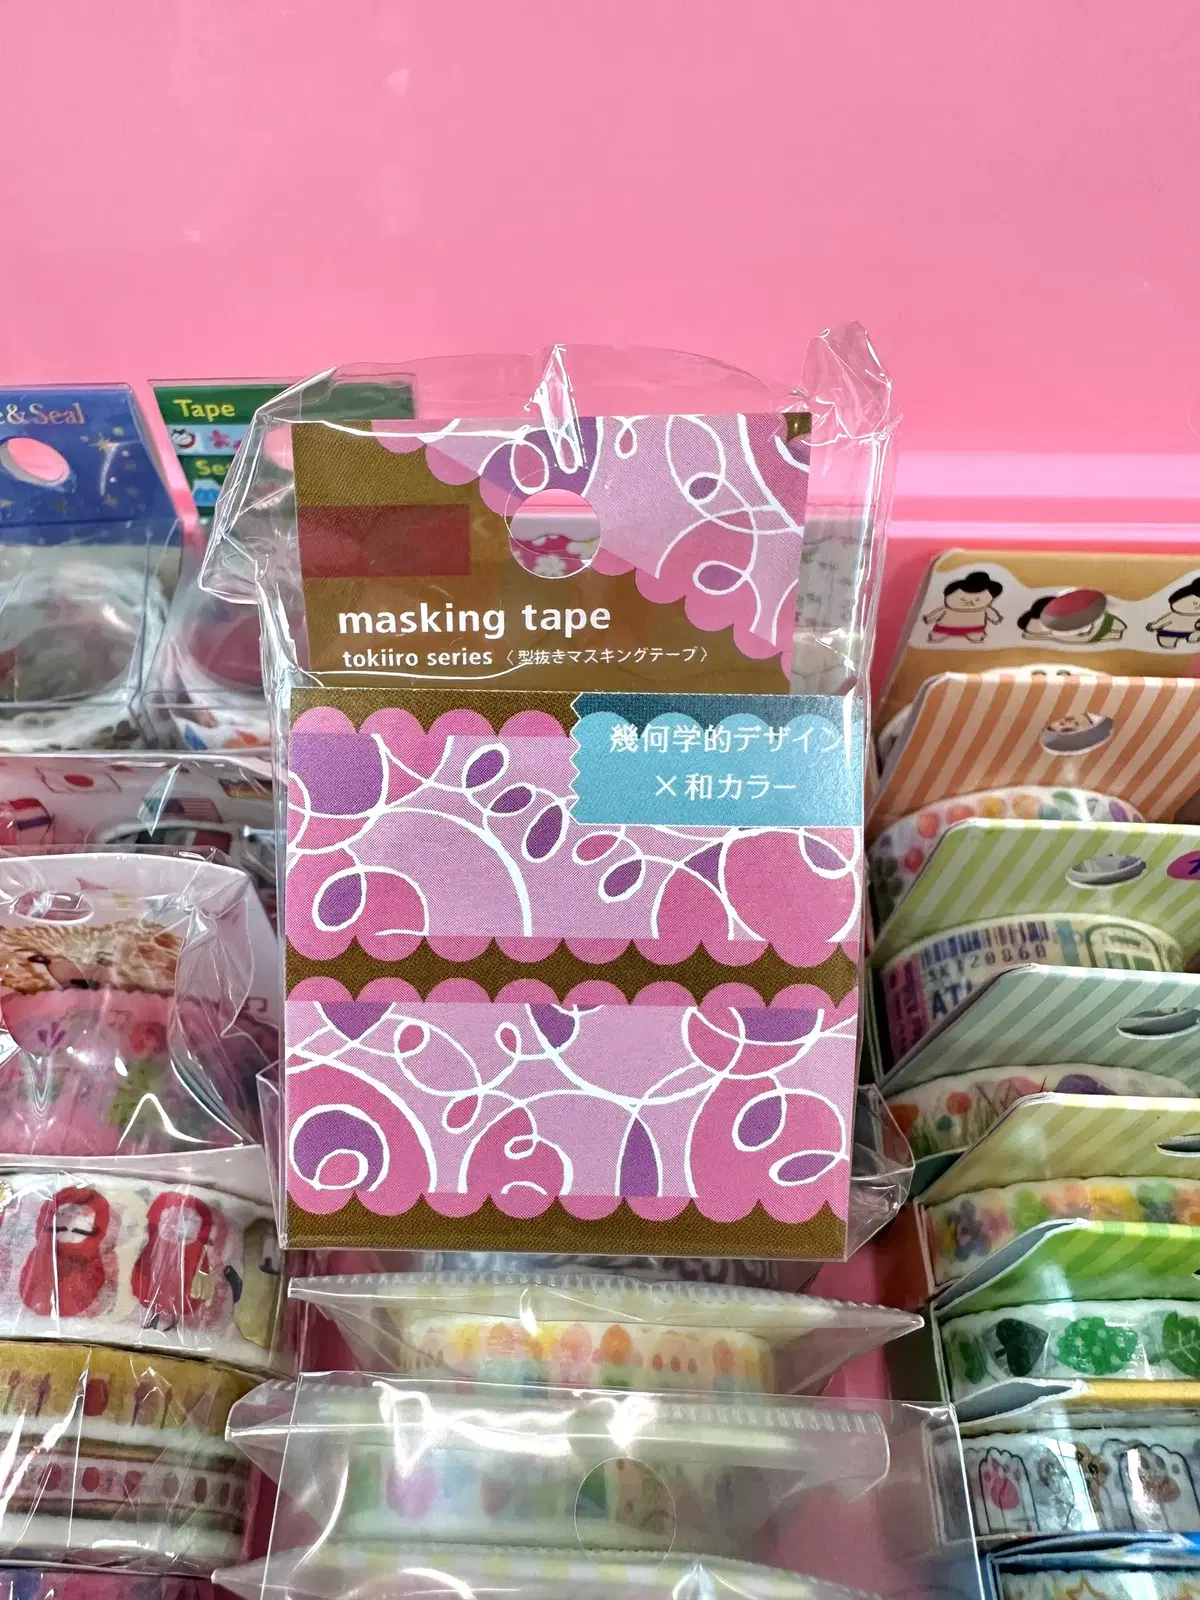 &Seal
Tape
masking tape
tokiiro series 〈型抜きマスキングテープ〉
幾何学的デザイン
×和カラー